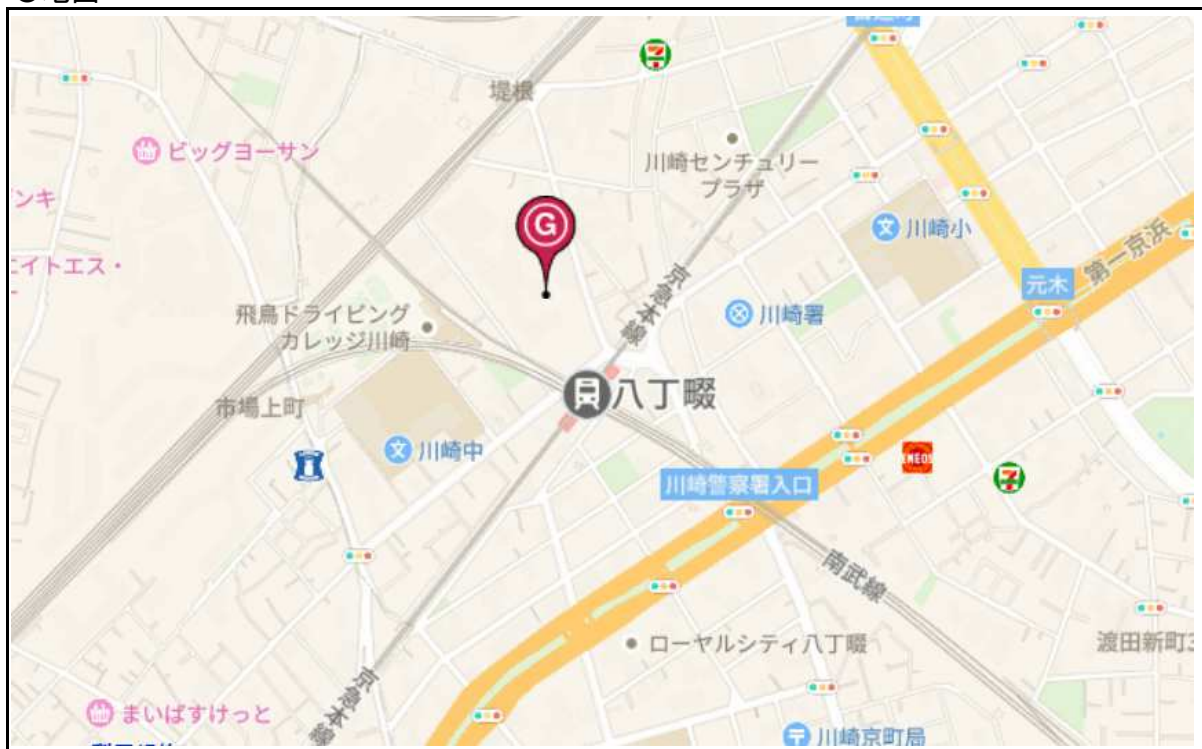 堤根
ビッグヨーサン
川崎センチュリー
プラザ
ンキ
川崎小
エイトエス・
G
京急本線
第一京浜
元木
川崎署
飛鳥ドライビング
カレッジ川崎
八丁畷
市場上町
川崎中
ENEOS
7
7
川崎警察署入口
南武線
ローヤルシティ八丁畷
渡田新町3
京急本線
まいばすけっと
川崎京町局